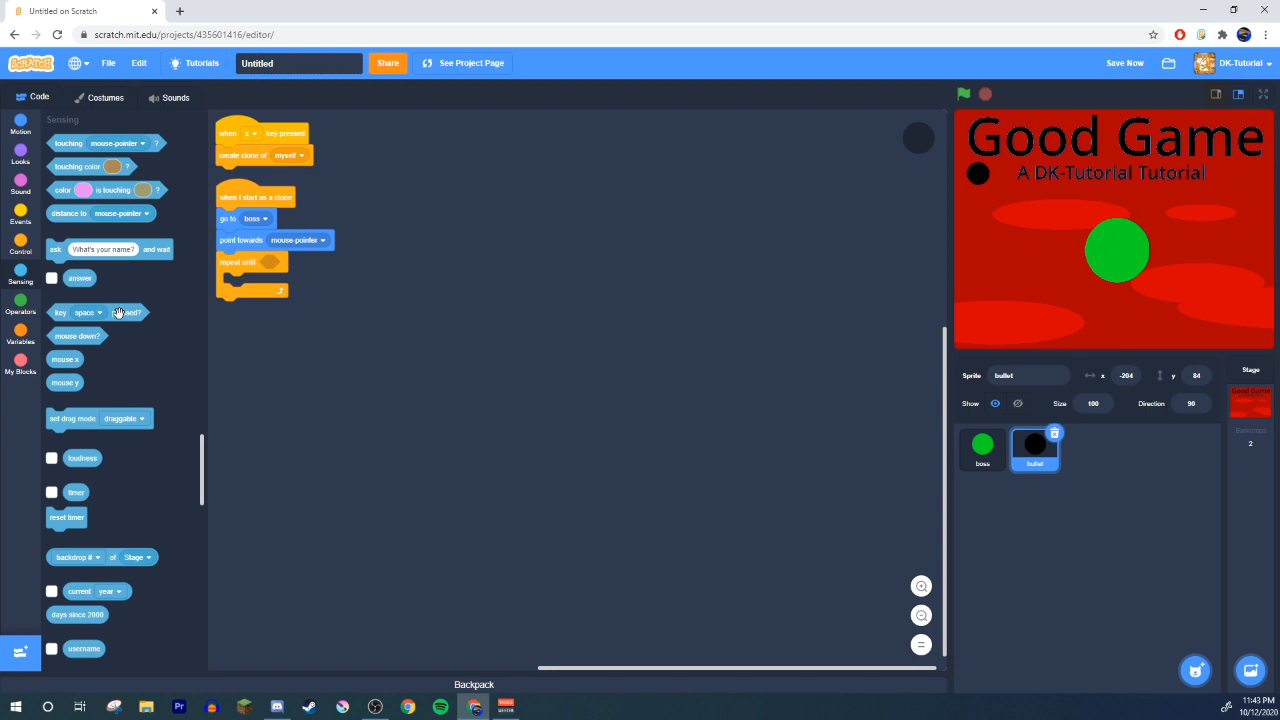 Untitled on Scratch
scratch.mit.edu/projects/435601416/editor/
SCRATCH
File
Edit
Tutorials
Untitled
Share
See Project Page
Save Now
DK-Tutorial
Code
Costumes
Sounds
Motion
Looks
Sound
Events
Control
Sensing
Operators
Variables
My Blocks
Sensing
touching mouse-pointer ?
touching color ?
color is touching ?
distance to mouse-pointer
ask What's your name? and wait
answer
key space pressed?
mouse down?
mouse x
mouse y
set drag mode draggable
loudness
timer
reset timer
backdrop # of Stage
current year
days since 2000
username
when z key pressed
create clone of myself
when I start as a clone
go to boss
point towards mouse-pointer
repeat until
Good Game
A DK-Tutorial Tutorial
Sprite bullet x -204 y 84
Show Size 100 Direction 90
boss
bullet
Stage
Good Game
Backdrops
2
Backpack
Pr
11:43 PM
10/12/2020